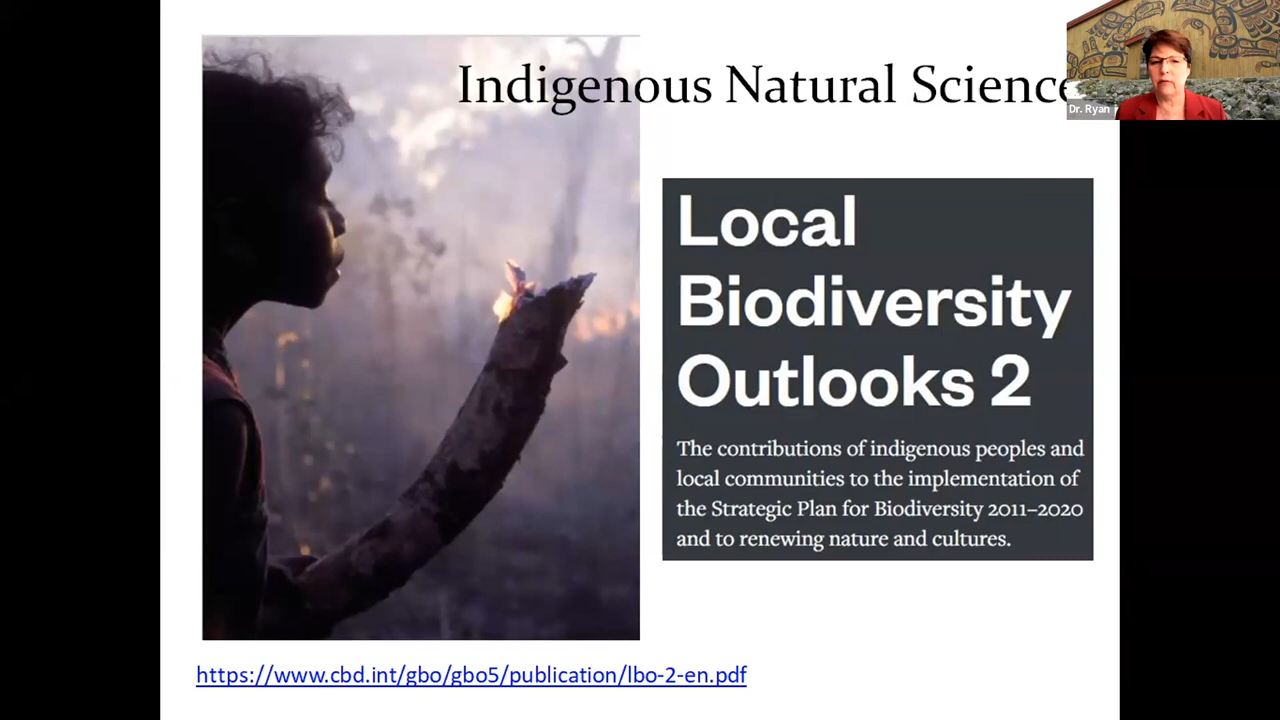 Indigenous Natural Science
Dr. Ryan
Local
Biodiversity
Outlooks 2
The contributions of indigenous peoples and
local communities to the implementation of
the Strategic Plan for Biodiversity 2011–2020
and to renewing nature and cultures.
https://www.cbd.int/gbo/gbo5/publication/lbo-2-en.pdf